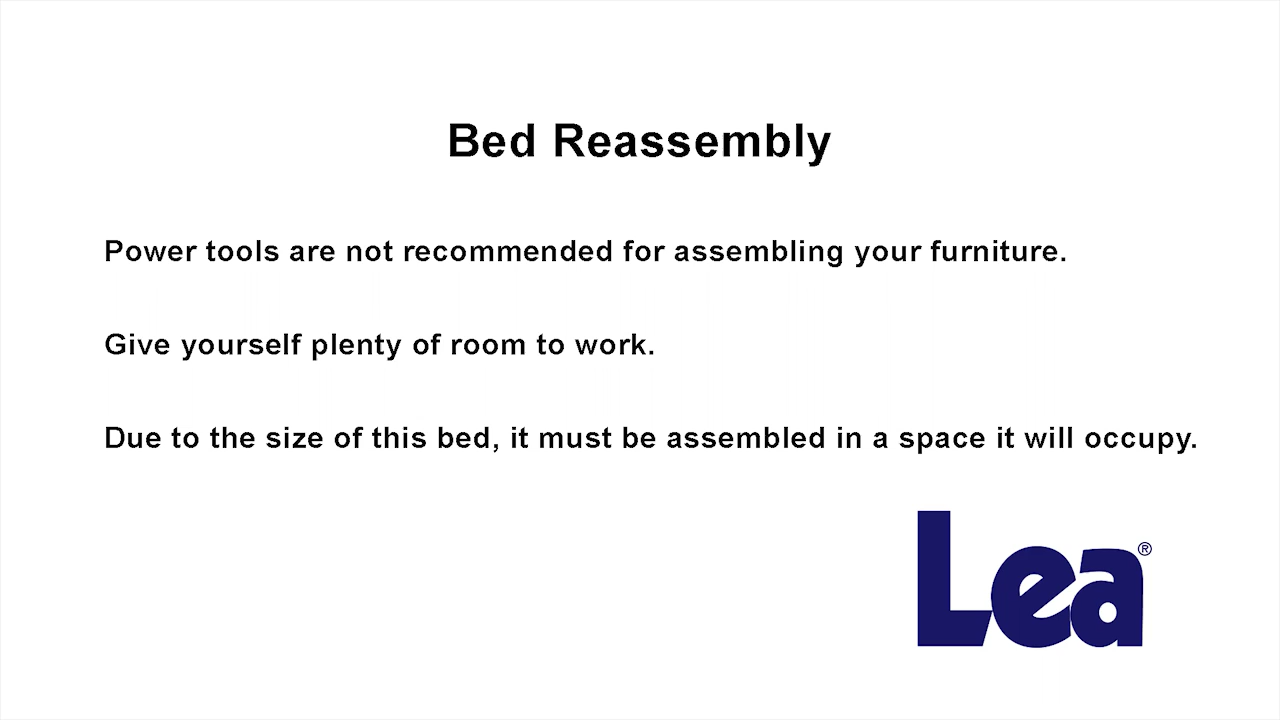 Bed Reassembly
Power tools are not recommended for assembling your furniture.
Give yourself plenty of room to work.
Due to the size of this bed, it must be assembled in a space it will occupy.
Lea®